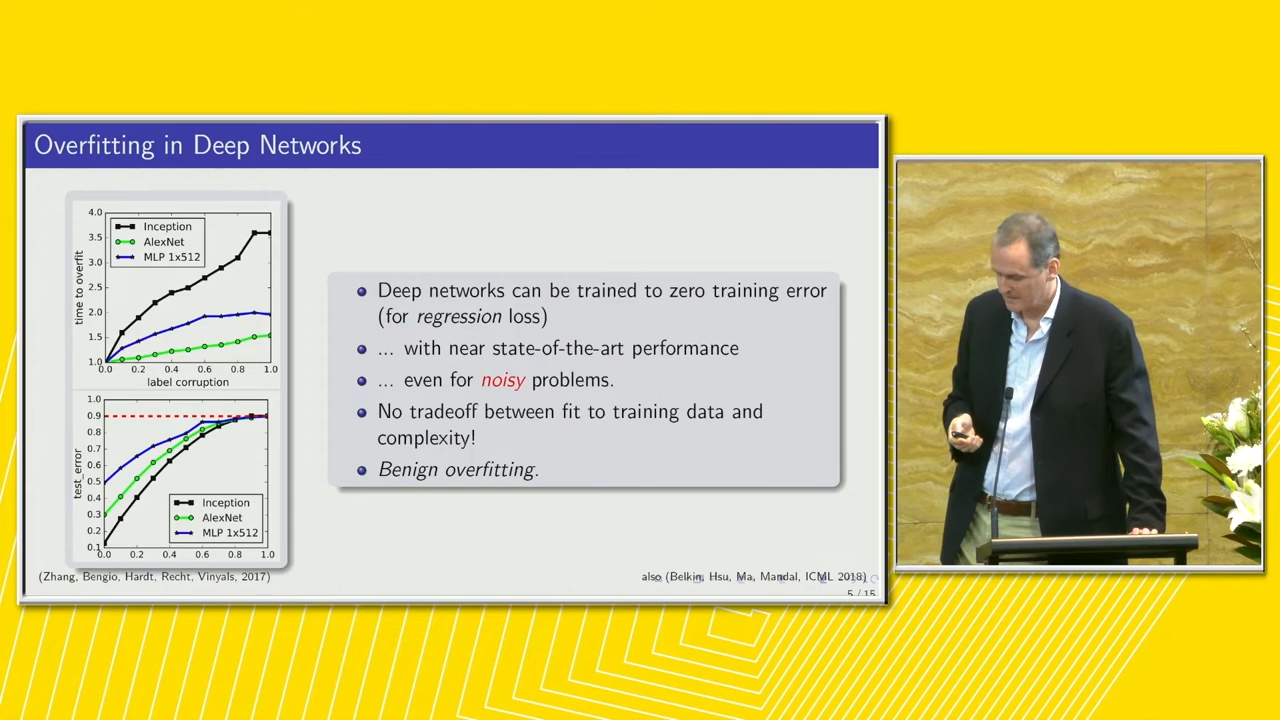 Overfitting in Deep Networks
4.0
3.5
3.0
2.5
2.0
1.5
1.0
time to overfit
Inception
AlexNet
MLP 1x512
0.0 0.2 0.4 0.6 0.8 1.0
label corruption
1.0
0.9
0.8
0.7
0.6
0.5
0.4
0.3
0.2
0.1
test_error
Inception
AlexNet
MLP 1x512
0.0 0.2 0.4 0.6 0.8 1.0
Deep networks can be trained to zero training error
(for regression loss)
... with near state-of-the-art performance
... even for noisy problems.
No tradeoff between fit to training data and
complexity!
Benign overfitting.
(Zhang, Bengio, Hardt, Recht, Vinyals, 2017)
also (Belkin, Hsu, Ma, Mandal, ICML 2018)
5 / 15